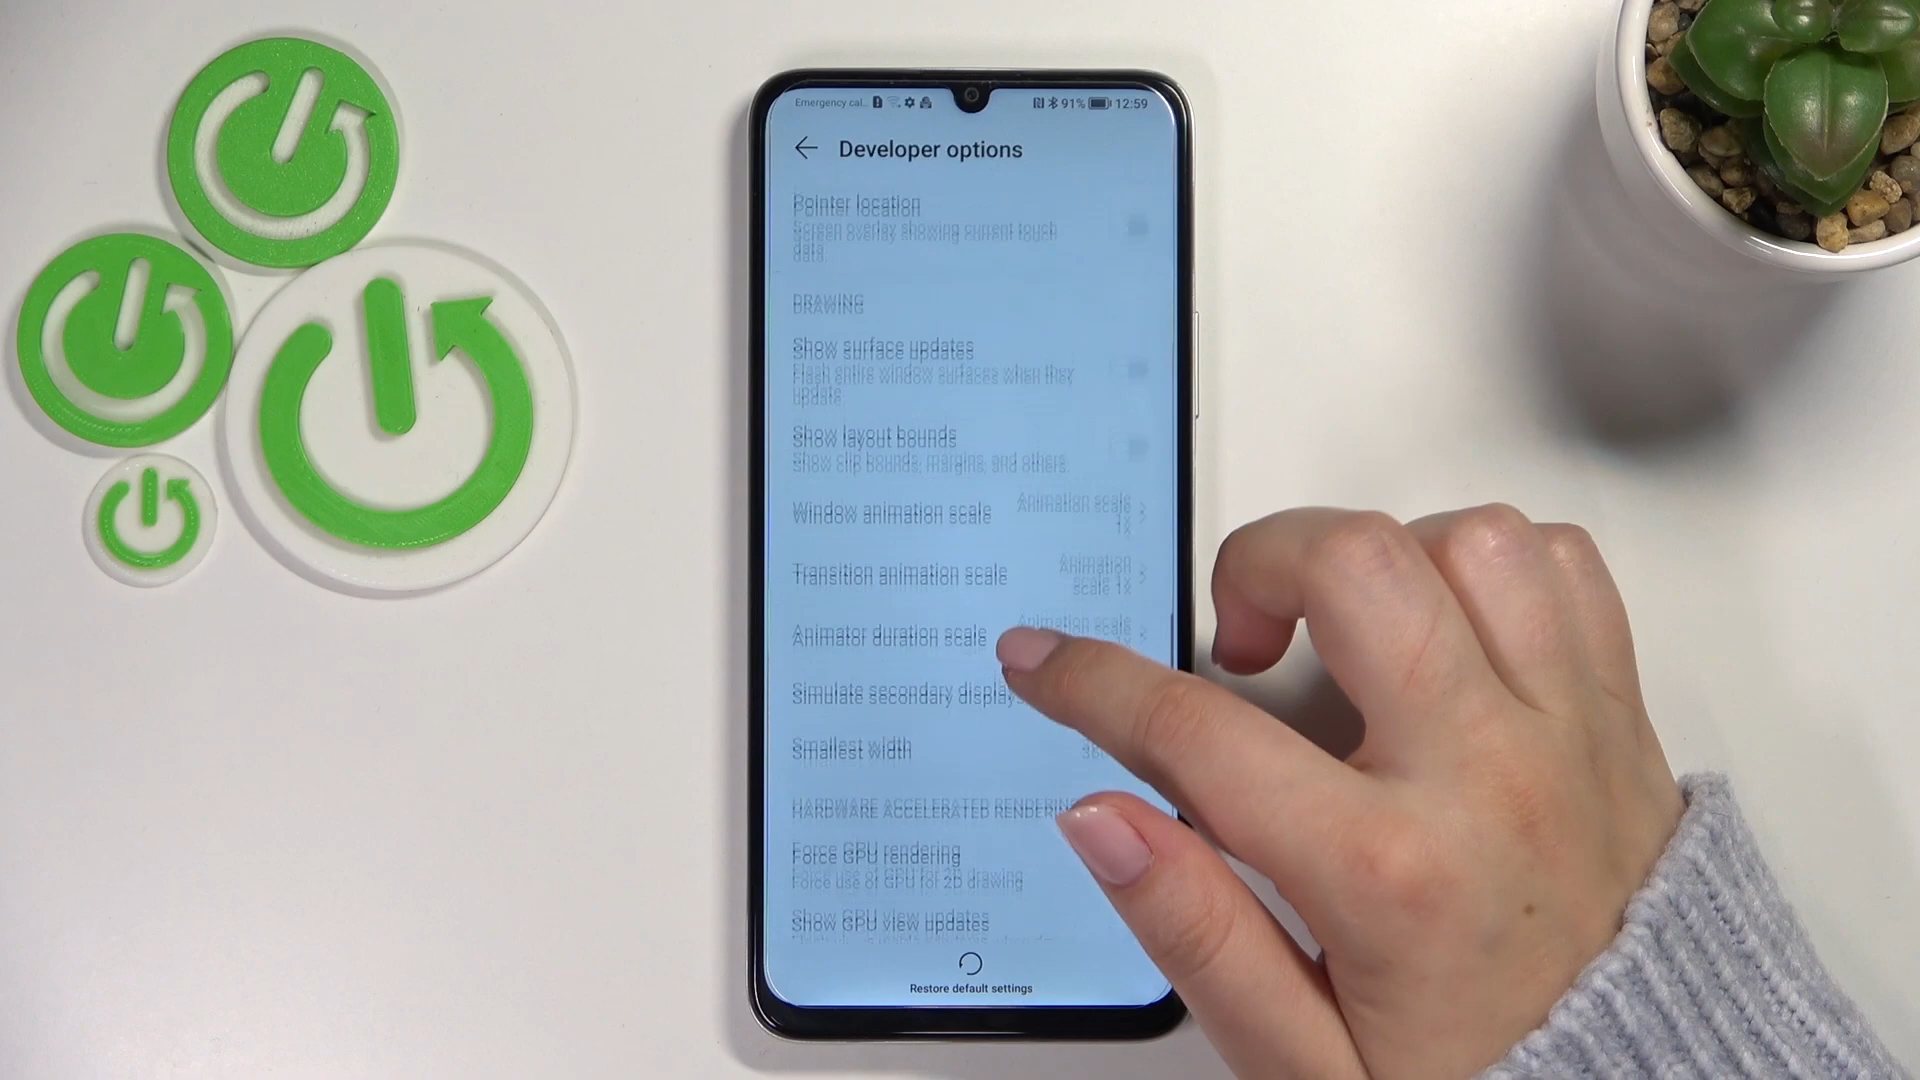 Emergency cal... 91% 12:59
Developer options
Pointer location
Screen overlay showing current touch
data
DRAWING
Show surface updates
Flash entire window surfaces when they
update
Show layout bounds
Show clip bounds, margins, and others.
Window animation scale Animation scale
1x
Transition animation scale Animation
scale 1x
Animator duration scale Animation scale
1x
Simulate secondary displays
Smallest width
HARDWARE ACCELERATED RENDERING
Force GPU rendering
Force use of GPU for 2D drawing
Show GPU view updates
Restore default settings